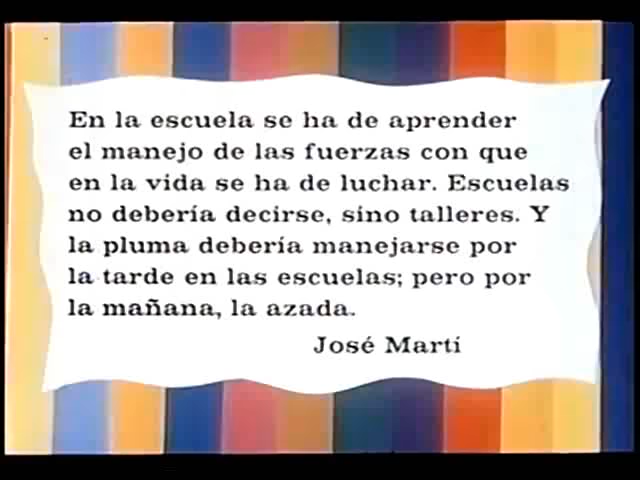 En la escuela se ha de aprender
el manejo de las fuerzas con que
en la vida se ha de luchar. Escuelas
no debería decirse, sino talleres. Y
la pluma debería manejarse por
la tarde en las escuelas; pero por
la mañana, la azada.
José Martí